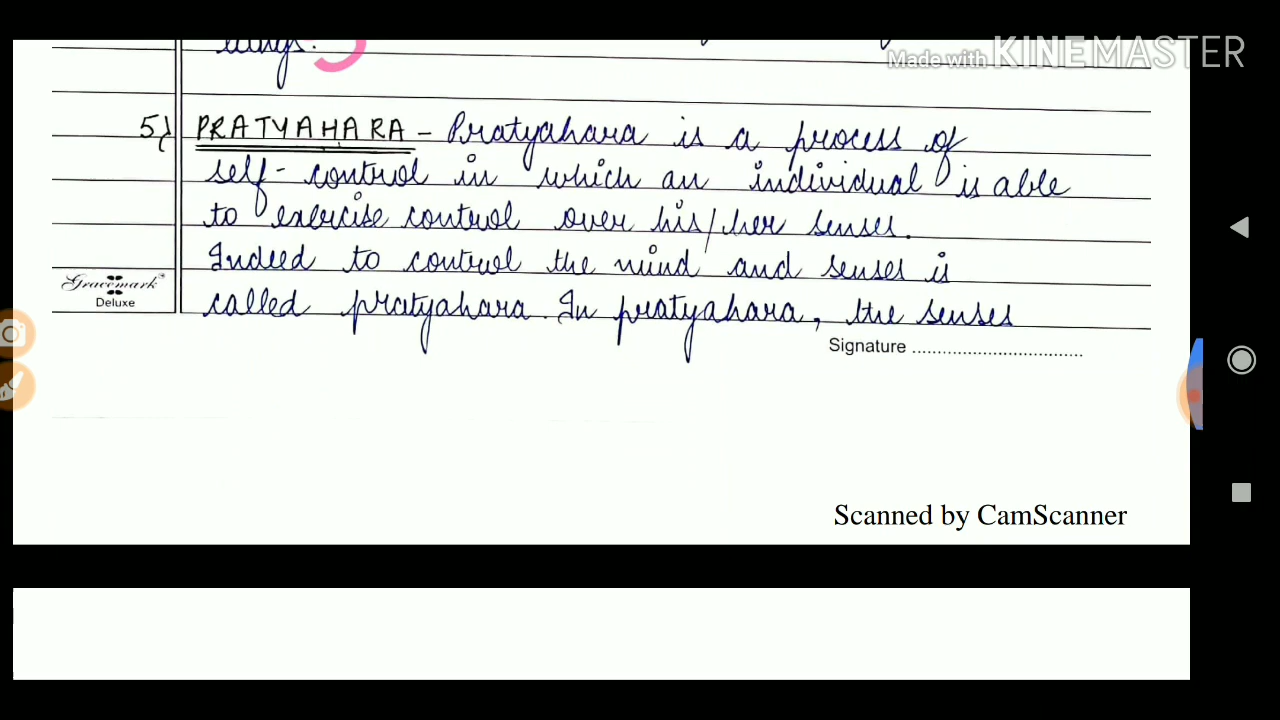 Made with KINEMASTER
lungs.
5) PRATYAHARA - Pratyahara is a process of
self-control in which an individual is able
to exercise control over his/her senses.
Indeed to control the mind and senses is
called pratyahara. In pratyahara, the senses
Gracemark
Deluxe
Signature ..................................
Scanned by CamScanner